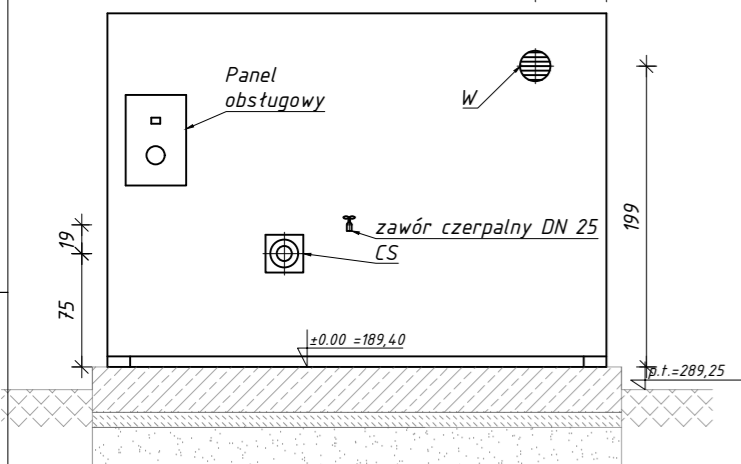 Panel
obsługowy
W
zawór czerpalny DN 25
CS
19
75
199
±0.00 =189,40
p.t.=289,25